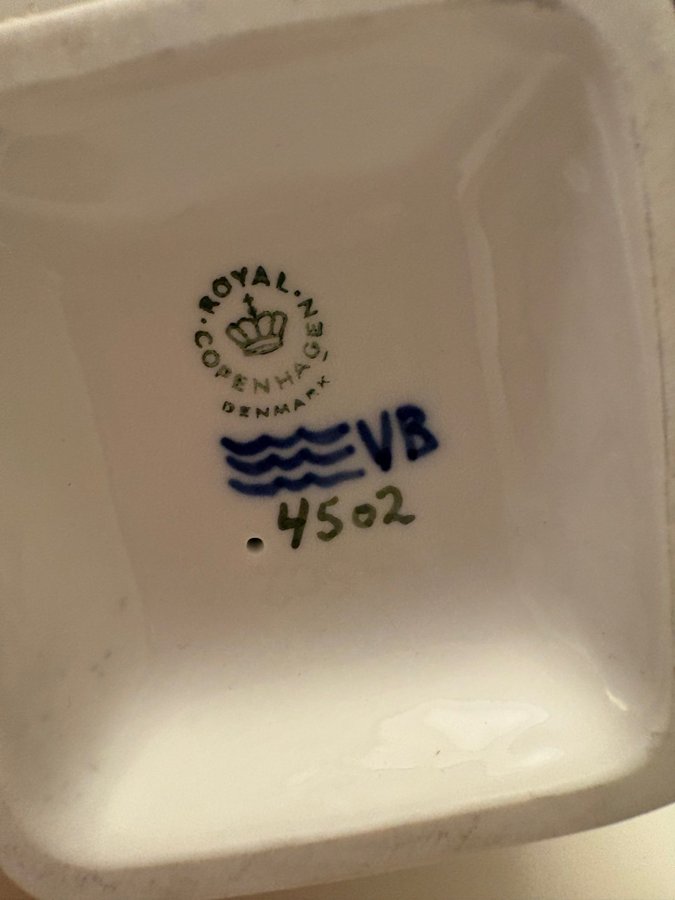 ROYAL
COPENHAGEN
DENMARK
VB
4502